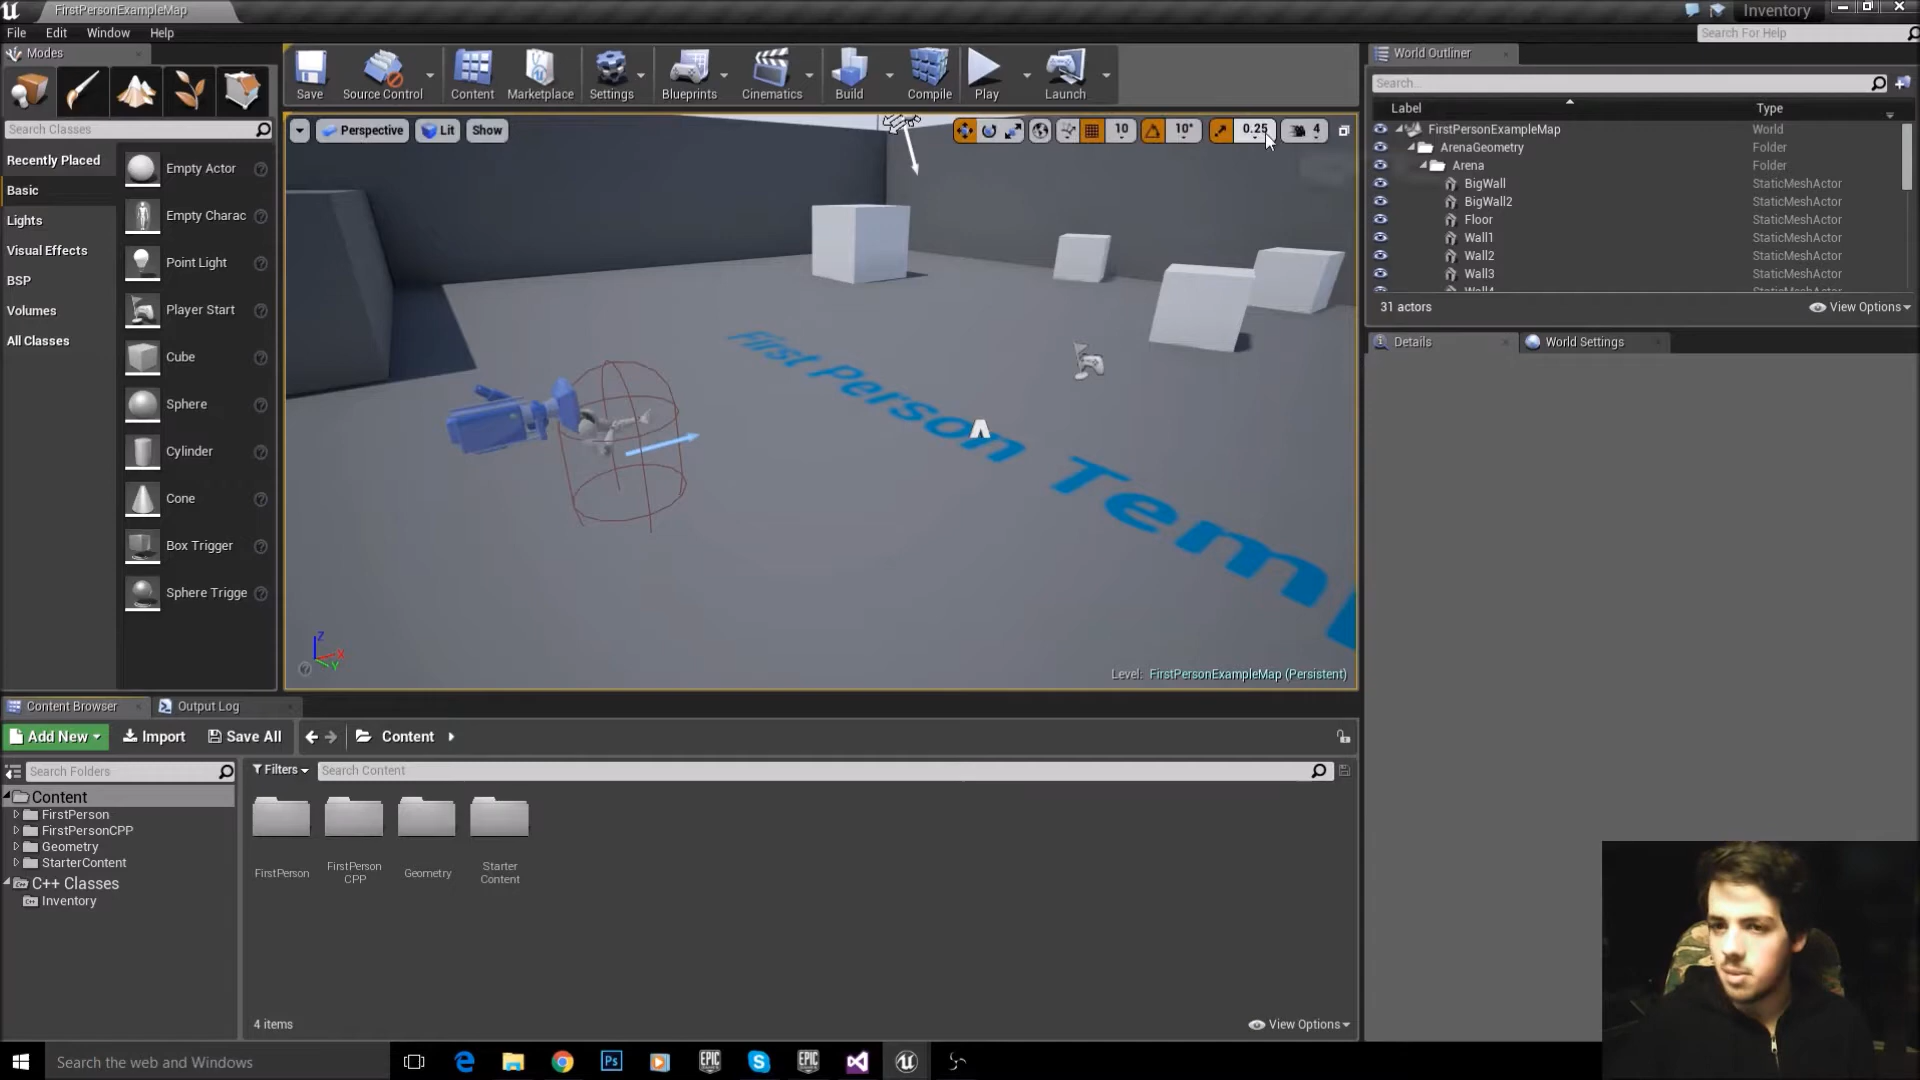 FirstPersonExampleMap
Inventory
File Edit Window Help
Search For Help
Modes
Save
Source Control
Content
Marketplace
Settings
Blueprints
Cinematics
Build
Compile
Play
Launch
Search Classes
Recently Placed
Basic
Lights
Visual Effects
BSP
Volumes
All Classes
Empty Actor
Empty Charac
Point Light
Player Start
Cube
Sphere
Cylinder
Cone
Box Trigger
Sphere Trigge
Perspective
Lit
Show
10
10°
0.25
4
First Person Temp
Z
X
Y
Level: FirstPersonExampleMap (Persistent)
World Outliner
Search...
Label Type
FirstPersonExampleMap World
ArenaGeometry Folder
Arena Folder
BigWall StaticMeshActor
BigWall2 StaticMeshActor
Floor StaticMeshActor
Wall1 StaticMeshActor
Wall2 StaticMeshActor
Wall3 StaticMeshActor
Wall4 StaticMeshActor
31 actors
View Options
Details
World Settings
Content Browser
Output Log
Add New
Import
Save All
Content
Search Folders
Filters
Search Content
Content
FirstPerson
FirstPersonCPP
Geometry
StarterContent
C++ Classes
Inventory
FirstPerson
FirstPerson
CPP
Geometry
Starter
Content
4 items
View Options
Search the web and Windows
Ps
EPIC
EPIC